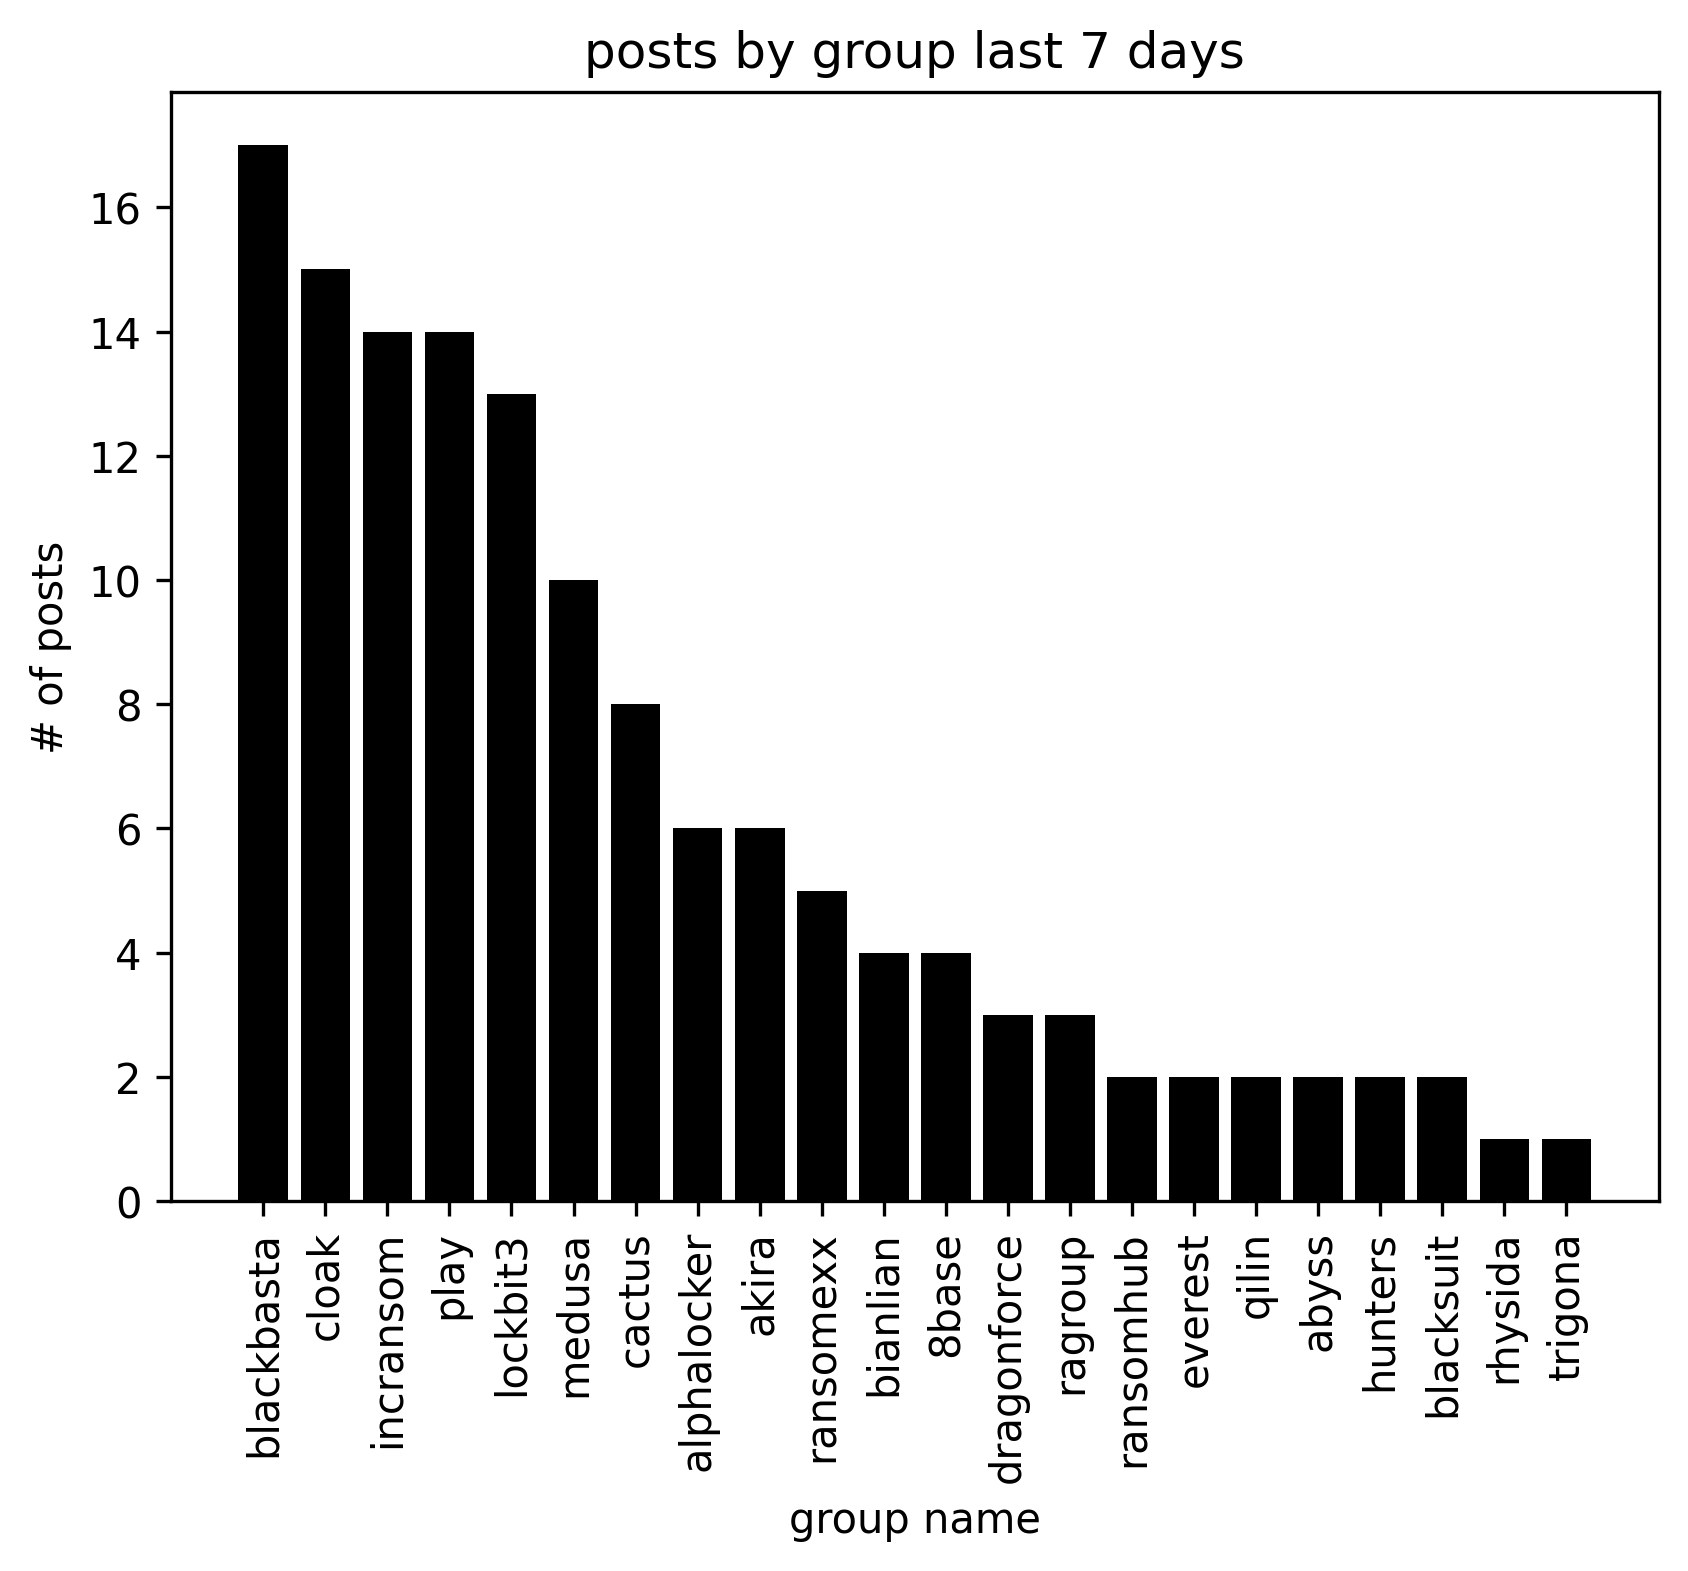 posts by group last 7 days
# of posts
16
14
12
10
8
6
4
2
0
blackbasta
cloak
incransom
play
lockbit3
medusa
cactus
alphalocker
akira
ransomexx
bianlian
8base
dragonforce
ragroup
ransomhub
everest
qilin
abyss
hunters
blacksuit
rhysida
trigona
group name